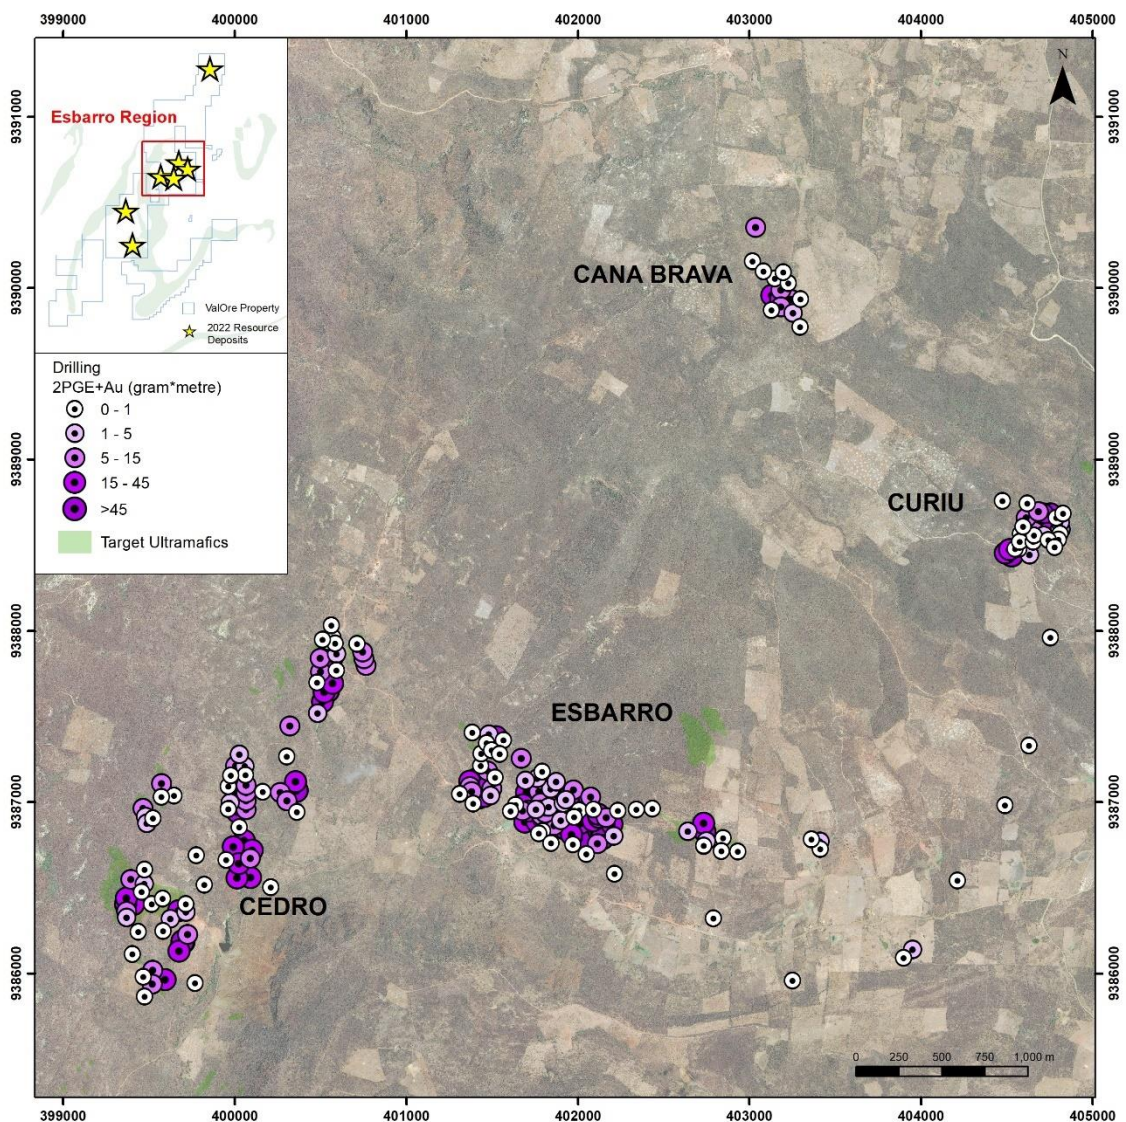 399000 400000 401000 402000 403000 404000 405000
9391000 9391000
N
Esbarro Region
ValOre Property
2022 Resource
Deposits
CANA BRAVA
9390000 9390000
Drilling
2PGE+Au (gram*metre)
0 - 1
1 - 5
5 - 15
15 - 45
>45
Target Ultramafics
9389000 9389000
CURIU
9388000 9388000
ESBARRO
9387000 9387000
CEDRO
9386000 9386000
0 250 500 750 1,000 m
399000 400000 401000 402000 403000 404000 405000